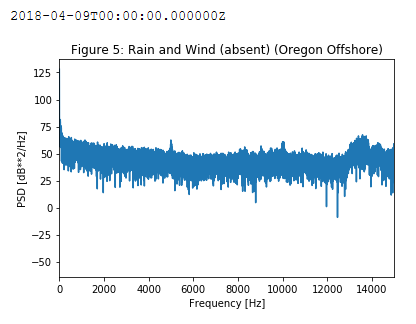 2018-04-09T00:00:00.000000Z
Figure 5: Rain and Wind (absent) (Oregon Offshore)
PSD [dB**2/Hz]
125
100
75
50
25
0
−25
−50
0 2000 4000 6000 8000 10000 12000 14000
Frequency [Hz]